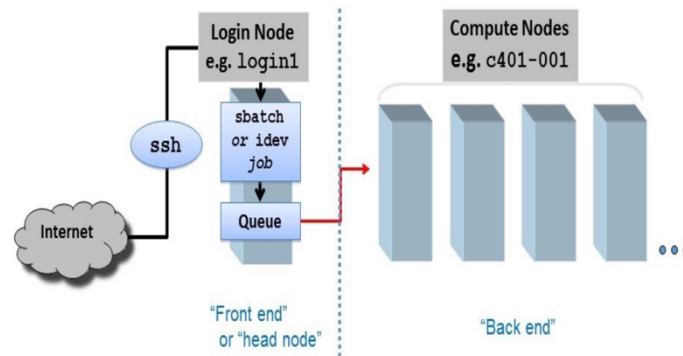 Login Node
e.g. login1
Compute Nodes
e.g. c401-001
sbatch
or idev
job
ssh
Queue
Internet
"Front end"
or "head node"
"Back end"